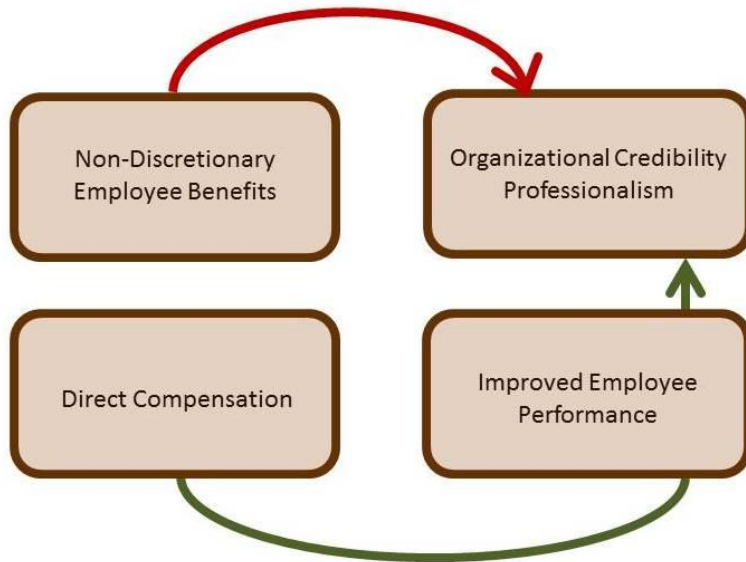 Non-Discretionary
Employee Benefits
Organizational Credibility
Professionalism
Direct Compensation
Improved Employee
Performance